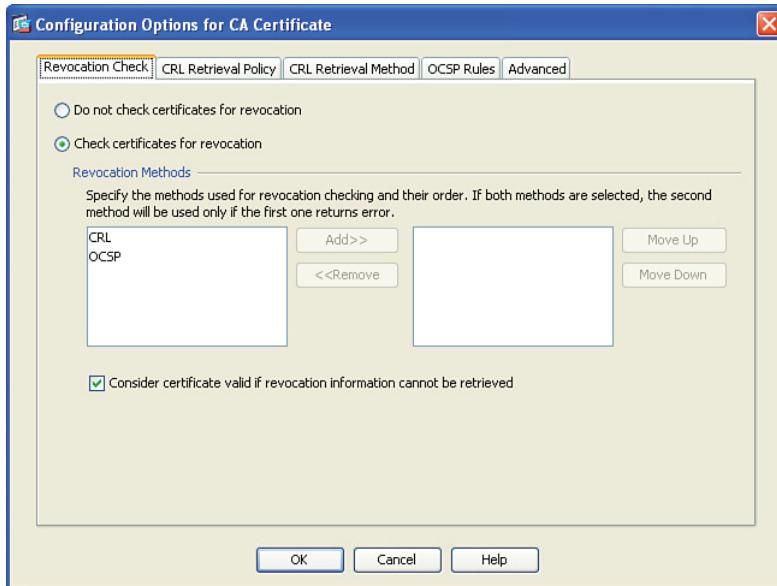 Configuration Options for CA Certificate
Revocation Check CRL Retrieval Policy CRL Retrieval Method OCSP Rules Advanced
Do not check certificates for revocation
Check certificates for revocation
Revocation Methods
Specify the methods used for revocation checking and their order. If both methods are selected, the second
method will be used only if the first one returns error.
CRL
OCSP
Add>>
<<Remove
Move Up
Move Down
Consider certificate valid if revocation information cannot be retrieved
OK Cancel Help